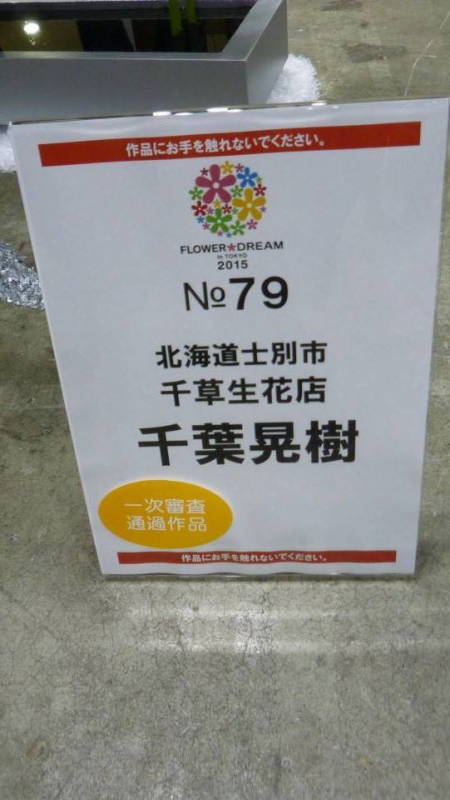 作品にお手を触れないでください。
FLOWER*DREAM
in TOKYO
2015
№79
北海道士別市
千草生花店
千葉晃樹
一次審査
通過作品
作品にお手を触れないでください。